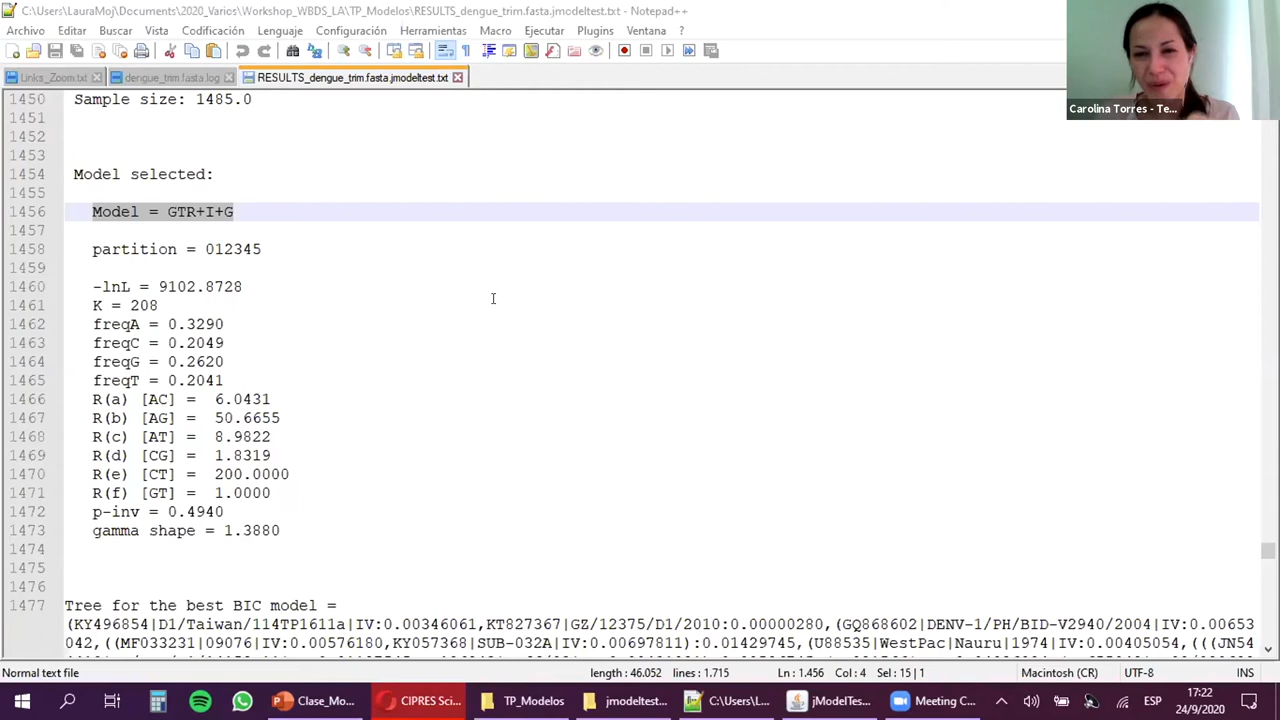 C:\Users\LauraMoj\Documents\2020_Varios\Workshop_WBDS_LA\TP_Modelos\RESULTS_dengue_trim.fasta.jmodeltest.txt - Notepad++
Archivo Editar Buscar Vista Codificación Lenguaje Configuración Herramientas Macro Ejecutar Plugins Ventana ?
Links_Zoom.txt dengue_trim.fasta.log RESULTS_dengue_trim.fasta.jmodeltest.txt
Carolina Torres - Te...
1450 Sample size: 1485.0
1451
1452
1453
1454 Model selected:
1455
1456 Model = GTR+I+G
1457
1458 partition = 012345
1459
1460 -lnL = 9102.8728
1461 K = 208
1462 freqA = 0.3290
1463 freqC = 0.2049
1464 freqG = 0.2620
1465 freqT = 0.2041
1466 R(a) [AC] = 6.0431
1467 R(b) [AG] = 50.6655
1468 R(c) [AT] = 8.9822
1469 R(d) [CG] = 1.8319
1470 R(e) [CT] = 200.0000
1471 R(f) [GT] = 1.0000
1472 p-inv = 0.4940
1473 gamma shape = 1.3880
1474
1475
1476
1477 Tree for the best BIC model =
(KY496854|D1/Taiwan/114TP1611a|IV:0.00346061,KT827367|GZ/12375/D1/2010:0.00000280,(GQ868602|DENV-1/PH/BID-V2940/2004|IV:0.00653
042,((MF033231|09076|IV:0.00576180,KY057368|SUB-032A|IV:0.00697811):0.01429745,(U88535|WestPac|Nauru|1974|IV:0.00405054,(((JN54
Normal text file length: 46.052 lines: 1.715 Ln: 1.456 Col: 4 Sel: 15 | 1 Macintosh (CR) UTF-8 INS
Clase_Mo... CIPRES Sci... TP_Modelos jmodeltest... C:\Users\L... jModelTes... Meeting C... ESP 17:22
24/9/2020